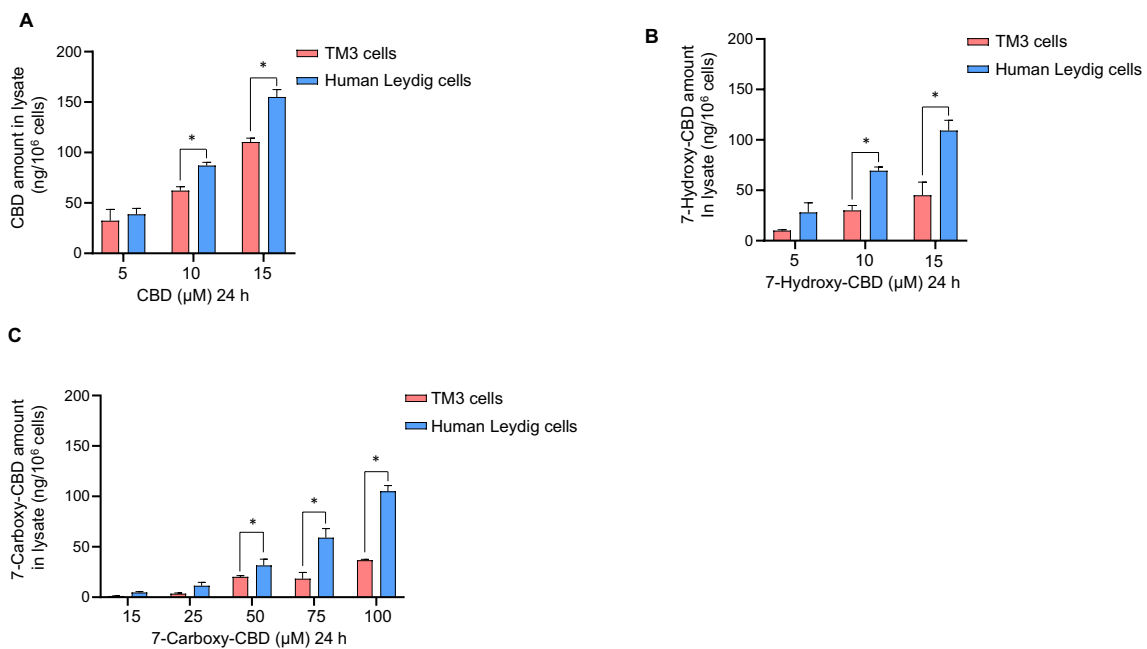 A
CBD amount in lysate
(ng/10⁶ cells)
200
150
100
50
0
*
*
TM3 cells
Human Leydig cells
5 10 15
CBD (μM) 24 h
B
7-Hydroxy-CBD amount
In lysate (ng/10⁶ cells)
200
150
100
50
0
*
*
TM3 cells
Human Leydig cells
5 10 15
7-Hydroxy-CBD (μM) 24 h
C
7-Carboxy-CBD amount
in lysate (ng/10⁶ cells)
200
150
100
50
0
*
*
*
TM3 cells
Human Leydig cells
15 25 50 75 100
7-Carboxy-CBD (μM) 24 h